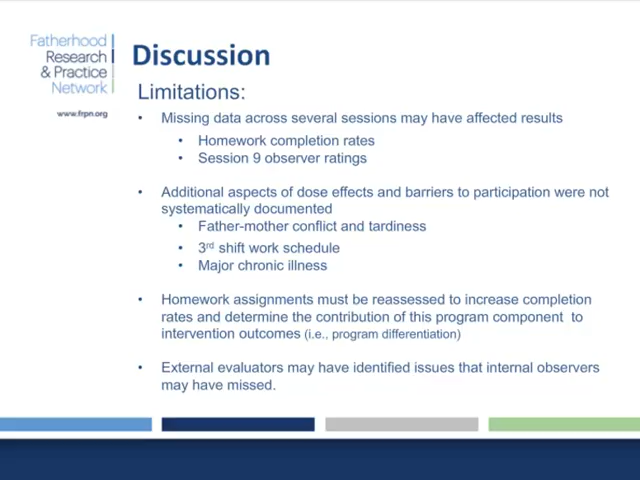 Fatherhood
Research
& Practice
Network
www.frpn.org
Discussion
Limitations:
• Missing data across several sessions may have affected results
• Homework completion rates
• Session 9 observer ratings
• Additional aspects of dose effects and barriers to participation were not
systematically documented
• Father-mother conflict and tardiness
• 3rd shift work schedule
• Major chronic illness
• Homework assignments must be reassessed to increase completion
rates and determine the contribution of this program component to
intervention outcomes (i.e., program differentiation)
• External evaluators may have identified issues that internal observers
may have missed.